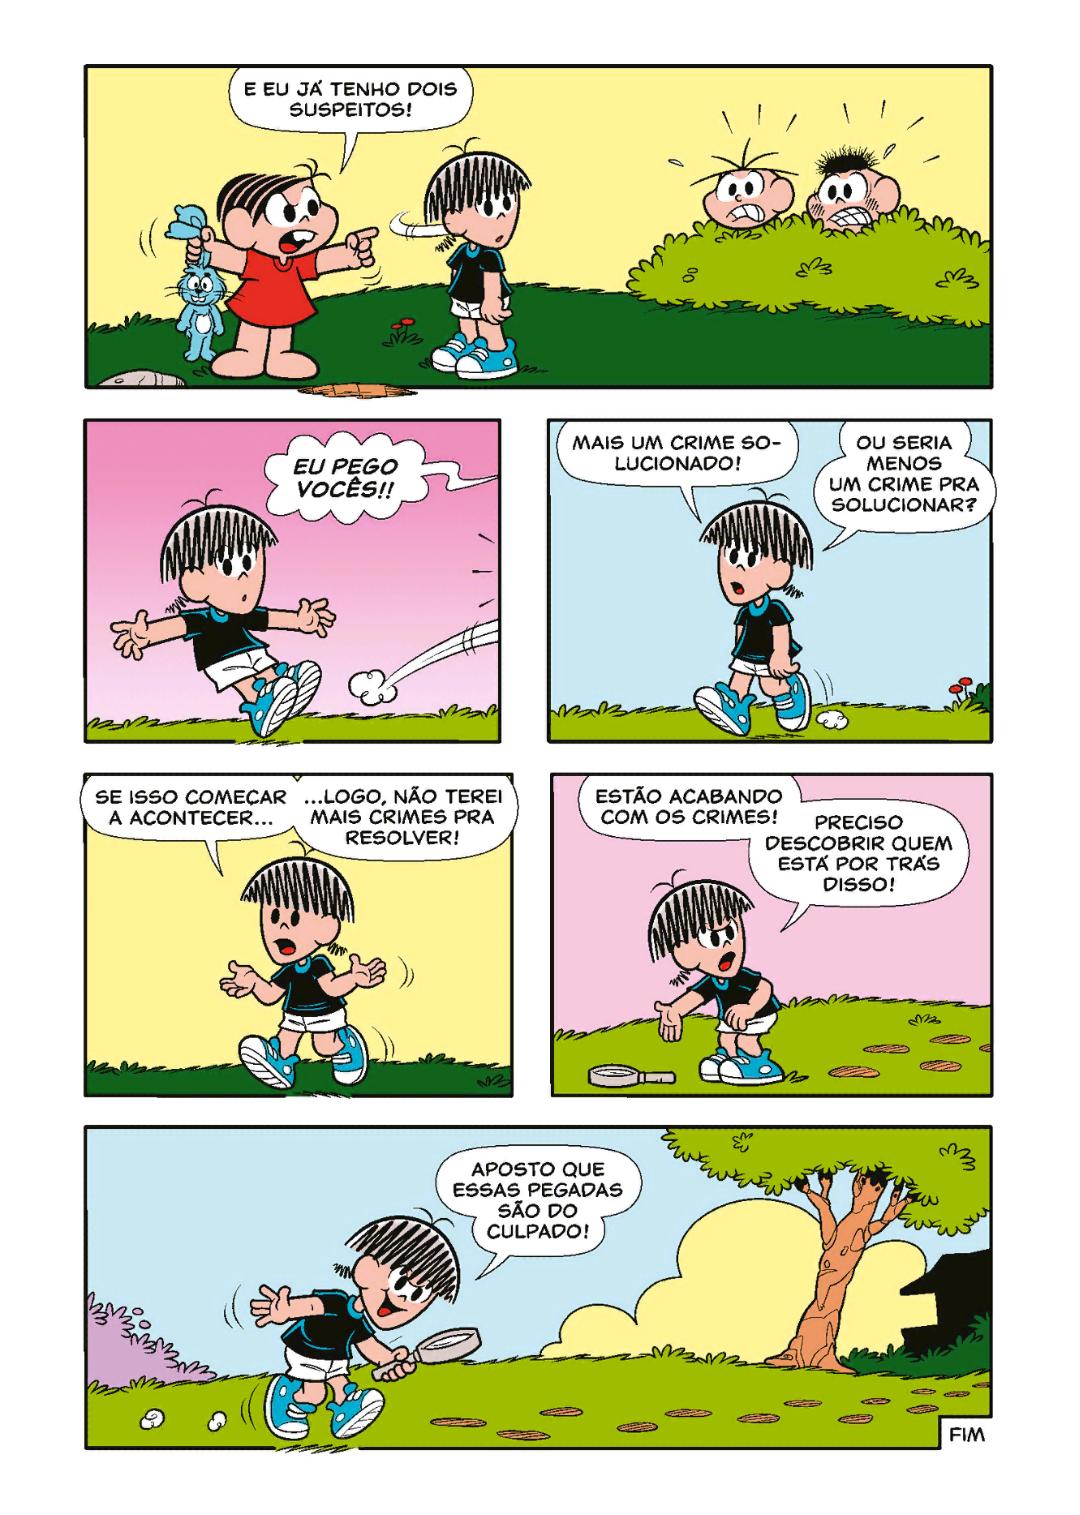 E EU JÁ TENHO DOIS
SUSPEITOS!
EU PEGO
VOCÊS!!
MAIS UM CRIME SO-
LUCIONADO!
OU SERIA
MENOS
UM CRIME PRA
SOLUCIONAR?
SE ISSO COMEÇAR
A ACONTECER...
...LOGO, NÃO TEREI
MAIS CRIMES PRA
RESOLVER!
ESTÃO ACABANDO
COM OS CRIMES!
PRECISO
DESCOBRIR QUEM
ESTÁ POR TRÁS
DISSO!
APOSTO QUE
ESSAS PEGADAS
SÃO DO
CULPADO!
FIM